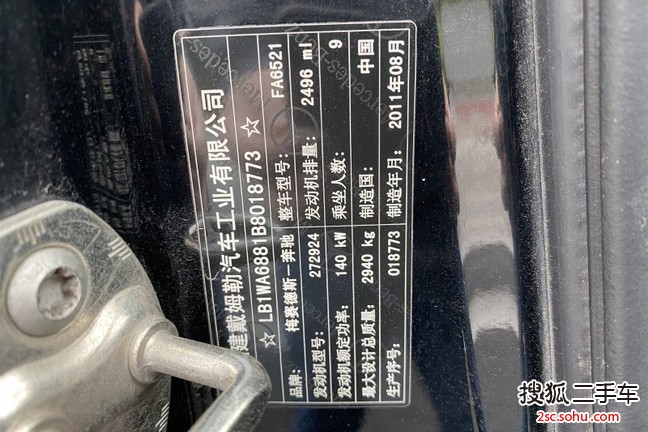 建戴姆勒汽车工业有限公司
☆LB1WA6881B8018773☆
品牌: 梅赛德斯—奔驰 整车型号: FA6521
发动机型号: 272924 发动机排量: 2496 ml
发动机额定功率: 140 kW 乘坐人数: 9
最大设计总质量: 2940 kg 制造国: 中国
生产序号: 018773 制造年月: 2011年08月
搜狐二手车
2sc.sohu.com